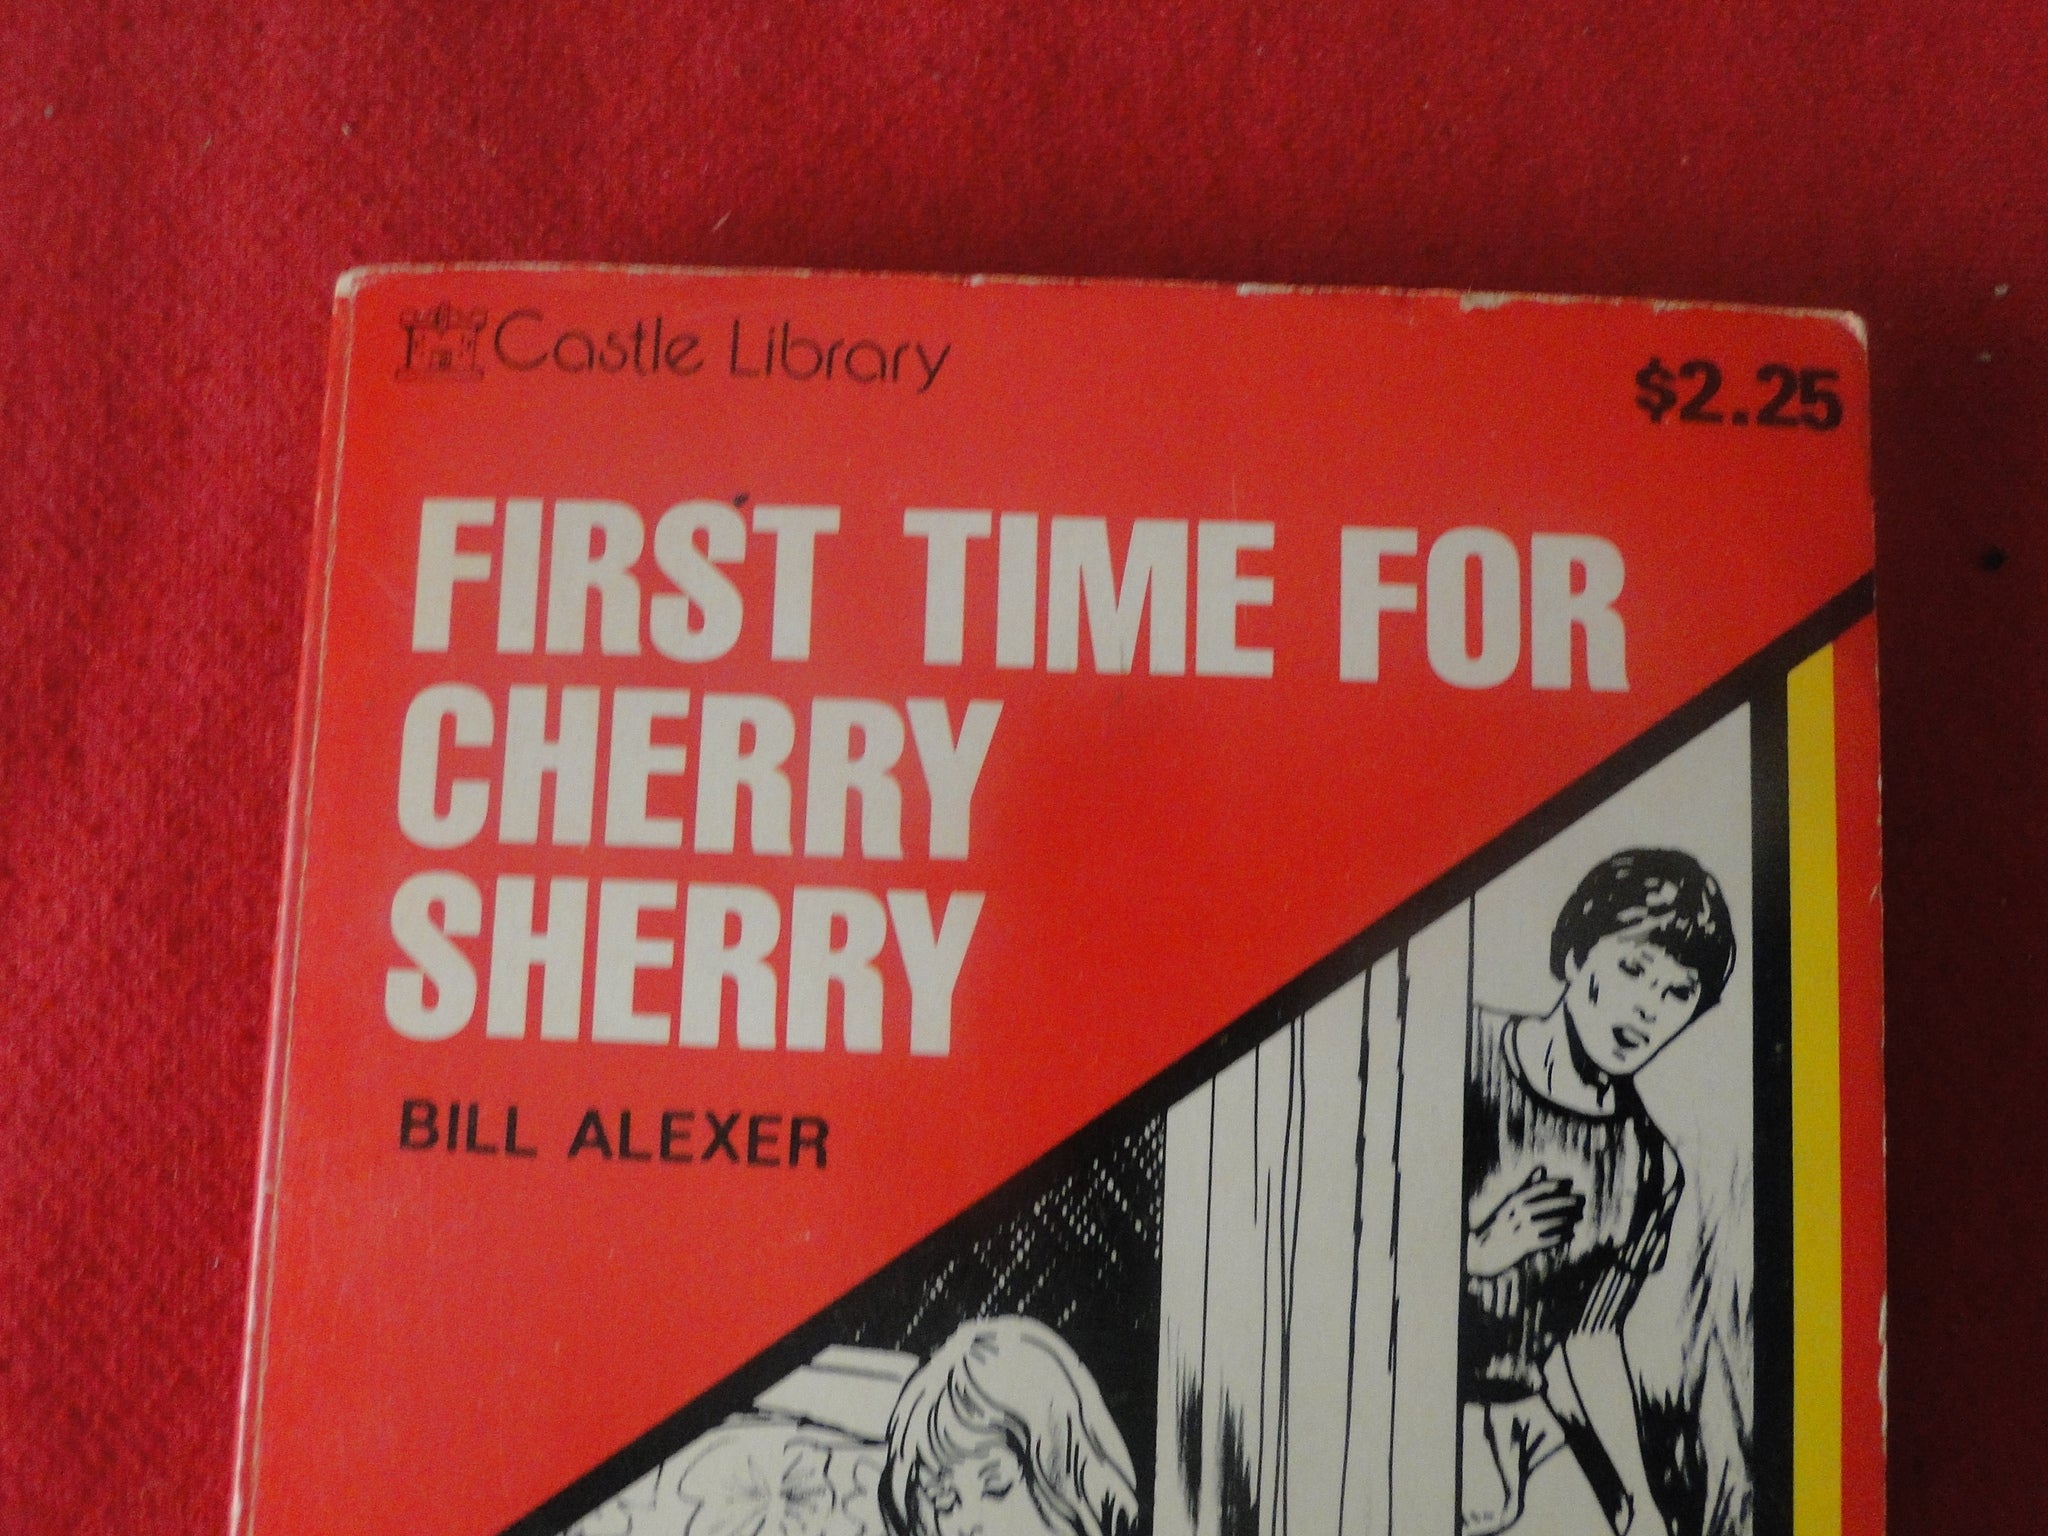 Castle Library
$2.25
FIRST TIME FOR
CHERRY
SHERRY
BILL ALEXER